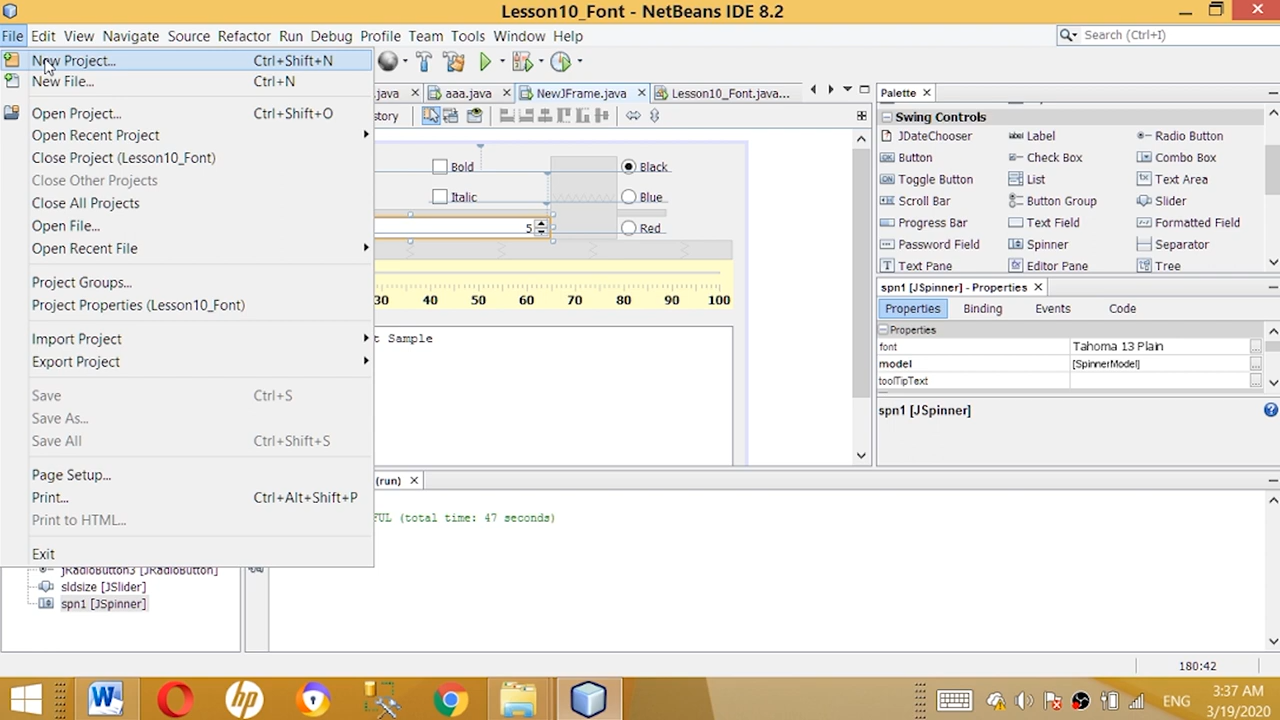 Lesson10_Font - NetBeans IDE 8.2
File Edit View Navigate Source Refactor Run Debug Profile Team Tools Window Help
Search (Ctrl+I)
New Project... Ctrl+Shift+N
New File... Ctrl+N
Open Project... Ctrl+Shift+O
Open Recent Project
Close Project (Lesson10_Font)
Close Other Projects
Close All Projects
Open File...
Open Recent File
Project Groups...
Project Properties (Lesson10_Font)
Import Project
Export Project
Save Ctrl+S
Save As...
Save All Ctrl+Shift+S
Page Setup...
Print... Ctrl+Alt+Shift+P
Print to HTML...
Exit
.java aaa.java NewJFrame.java Lesson10_Font.java...
story
Bold Black
Italic Blue
5 Red
30 40 50 60 70 80 90 100
t Sample
Palette
Swing Controls
JDateChooser Label Radio Button
Button Check Box Combo Box
Toggle Button List Text Area
Scroll Bar Button Group Slider
Progress Bar Text Field Formatted Field
Password Field Spinner Separator
Text Pane Editor Pane Tree
spn1 [JSpinner] - Properties
Properties Binding Events Code
Properties
font Tahoma 13 Plain ...
model [SpinnerModel] ...
toolTipText ...
spn1 [JSpinner]
(run)
FUL (total time: 47 seconds)
jRadioButton3 [JRadioButton]
sldsize [JSlider]
spn1 [JSpinner]
180:42
ENG
3:37 AM
3/19/2020